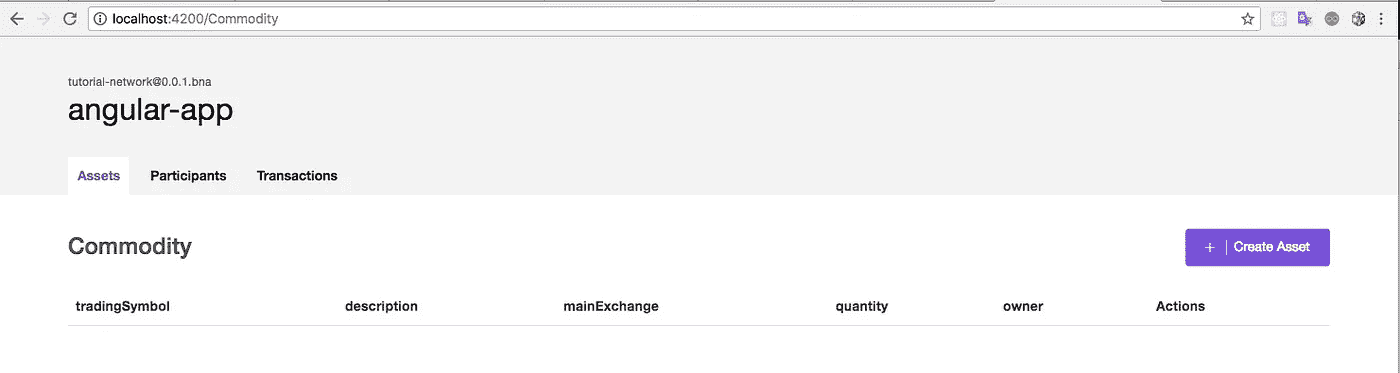 localhost:4200/Commodity
tutorial-network@0.0.1.bna
angular-app
Assets Participants Transactions
Commodity
+ | Create Asset
tradingSymbol description mainExchange quantity owner Actions